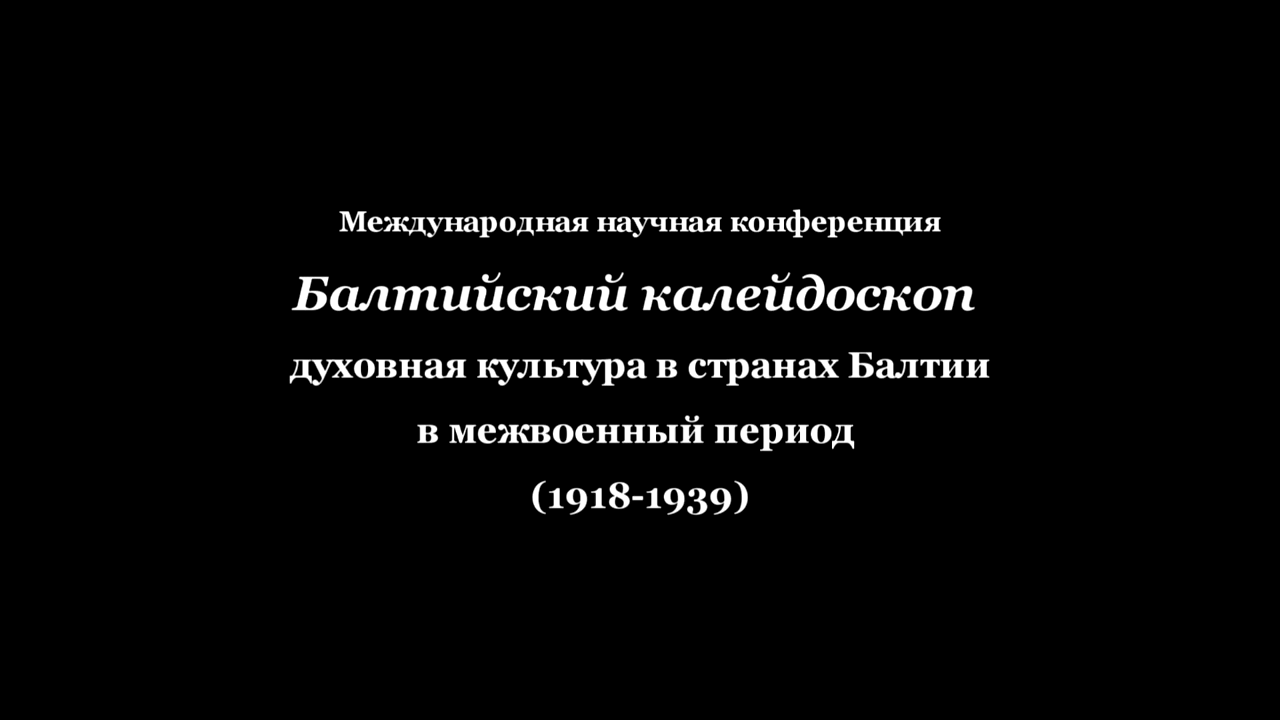 Международная научная конференция
Балтийский калейдоскоп
духовная культура в странах Балтии
в межвоенный период
(1918-1939)